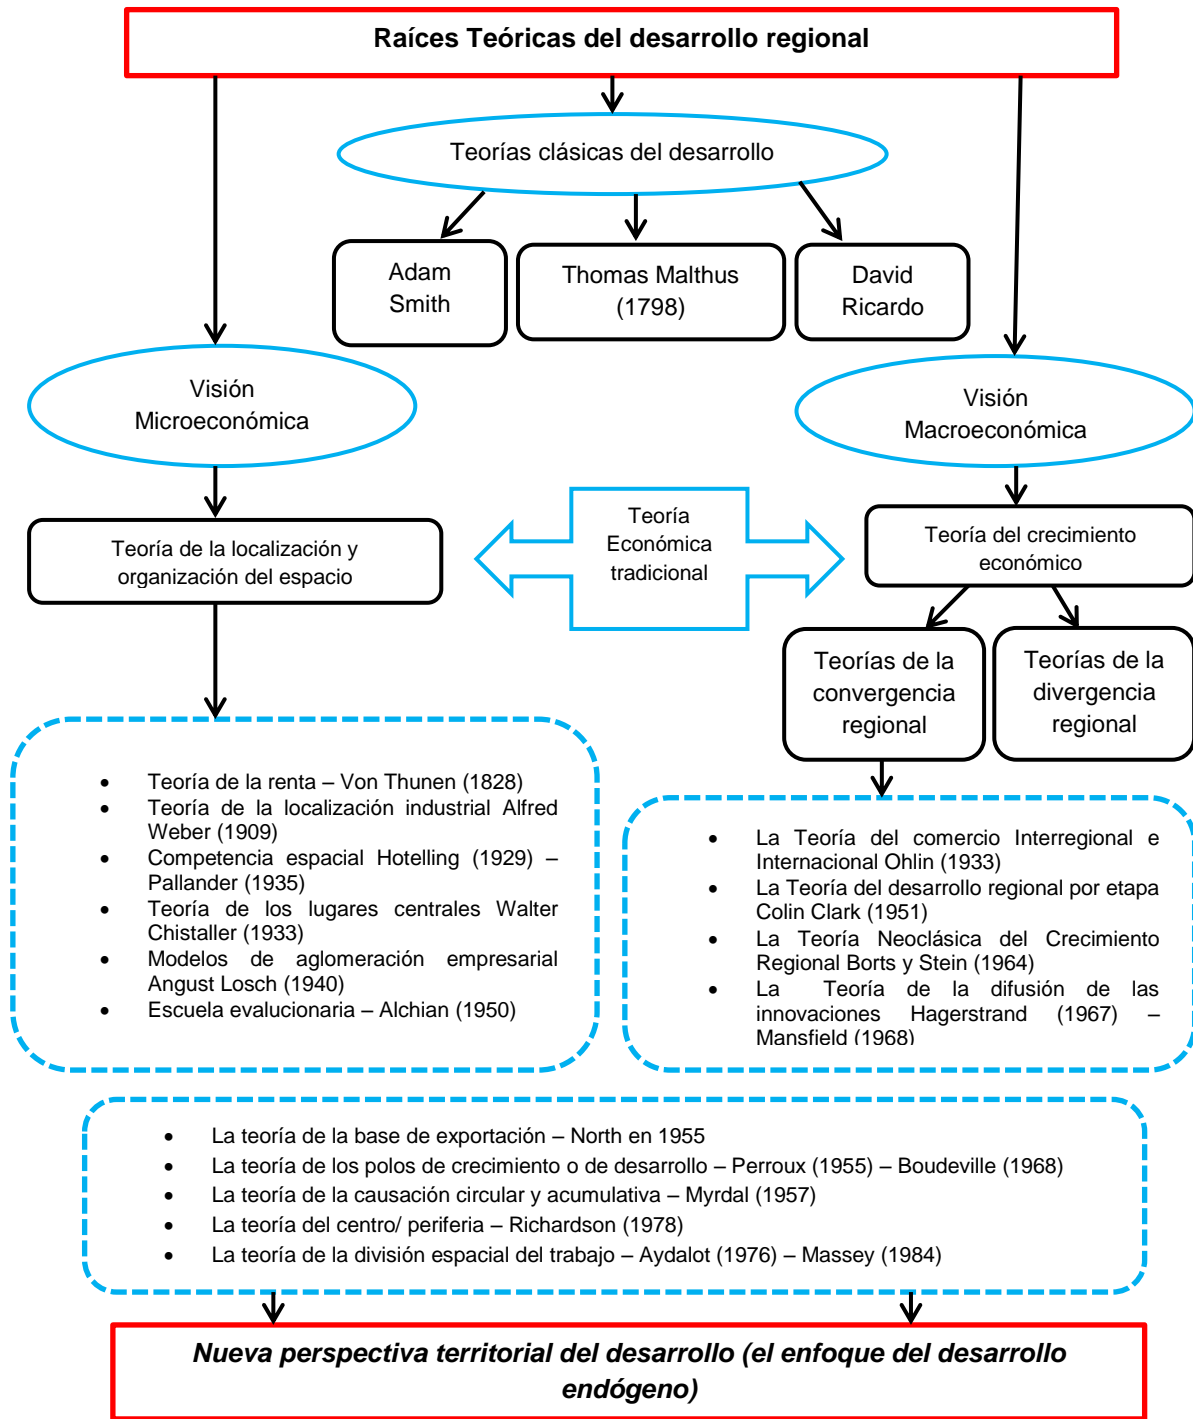 Raíces Teóricas del desarrollo regional
Teorías clásicas del desarrollo
Adam
Smith
Thomas Malthus
(1798)
David
Ricardo
Visión
Microeconómica
Visión
Macroeconómica
Teoría de la localización y
organización del espacio
Teoría
Económica
tradicional
Teoría del crecimiento
económico
Teorías de la
convergencia
regional
Teorías de la
divergencia
regional
• Teoría de la renta – Von Thunen (1828)
• Teoría de la localización industrial Alfred
Weber (1909)
• Competencia espacial Hotelling (1929) –
Pallander (1935)
• Teoría de los lugares centrales Walter
Chistaller (1933)
• Modelos de aglomeración empresarial
Angust Losch (1940)
• Escuela evalucionaria – Alchian (1950)
• La Teoría del comercio Interregional e
Internacional Ohlin (1933)
• La Teoría del desarrollo regional por etapa
Colin Clark (1951)
• La Teoría Neoclásica del Crecimiento
Regional Borts y Stein (1964)
• La Teoría de la difusión de las
innovaciones Hagerstrand (1967) –
Mansfield (1968)
• La teoría de la base de exportación – North en 1955
• La teoría de los polos de crecimiento o de desarrollo – Perroux (1955) – Boudeville (1968)
• La teoría de la causación circular y acumulativa – Myrdal (1957)
• La teoría del centro/ periferia – Richardson (1978)
• La teoría de la división espacial del trabajo – Aydalot (1976) – Massey (1984)
Nueva perspectiva territorial del desarrollo (el enfoque del desarrollo
endógeno)